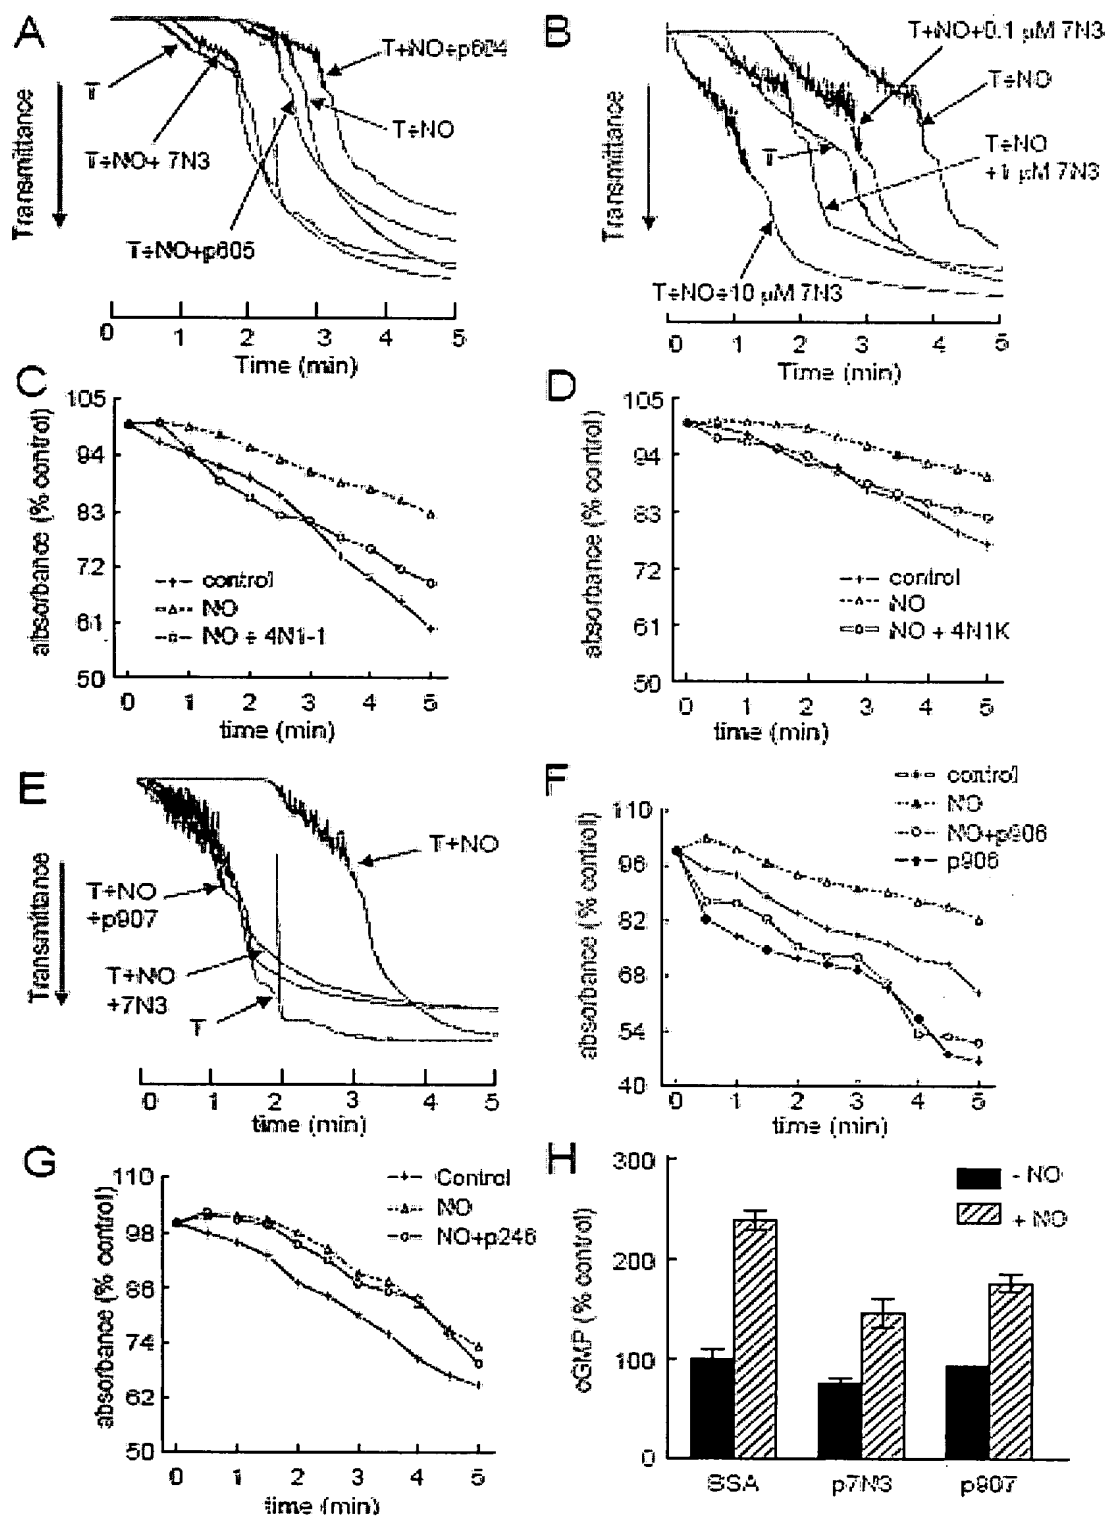 A
Transmittance
T
T+NO+ 7N3
T+NO+p605
T+NO+p604
T+NO
0 1 2 3 4 5
Time (min)
B
Transmittance
T+NO+0.1 µM 7N3
T+NO
T
T+NO
+1 µM 7N3
T+NO+10 µM 7N3
0 1 2 3 4 5
Time (min)
C
absorbance (% control)
105
94
83
72
61
50
control
NO
NO + 4N1-1
0 1 2 3 4 5
time (min)
D
absorbance (% control)
105
94
83
72
61
50
control
NO
NO + 4N1K
0 1 2 3 4 5
time (min)
E
Transmittance
T+NO
T+NO
+p907
T+NO
+7N3
T
0 1 2 3 4 5
time (min)
F
absorbance (% control)
110
96
82
68
54
40
control
NO
NO+p906
p906
0 1 2 3 4 5
time (min)
G
absorbance (% control)
110
98
86
74
62
50
Control
NO
NO+p246
0 1 2 3 4 5
time (min)
H
cGMP (% control)
300
200
100
0
- NO
+ NO
BSA p7N3 p907